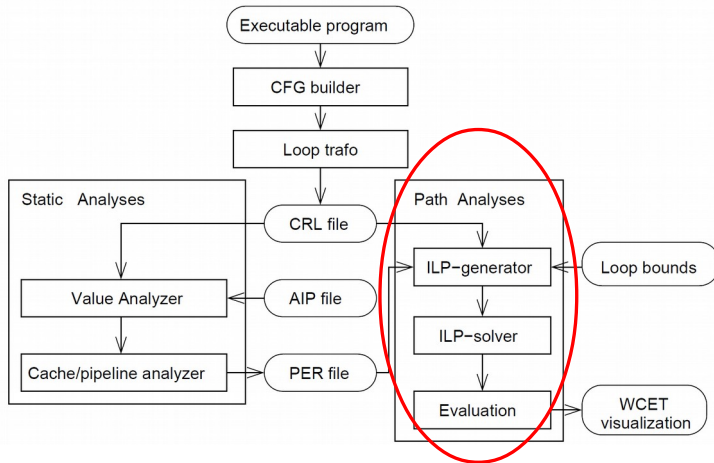 Executable program
CFG builder
Loop trafo
Static Analyses
Path Analyses
CRL file
ILP-generator
Loop bounds
Value Analyzer
AIP file
ILP-solver
Cache/pipeline analyzer
PER file
Evaluation
WCET
visualization